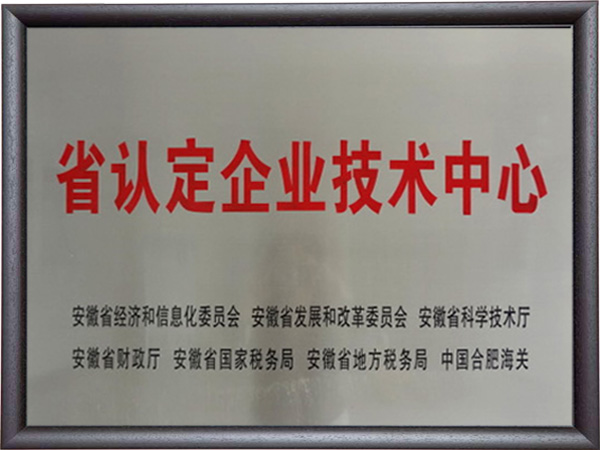 省认定企业技术中心
安徽省经济和信息化委员会 安徽省发展和改革委员会 安徽省科学技术厅
安徽省财政厅 安徽省国家税务局 安徽省地方税务局 中国合肥海关